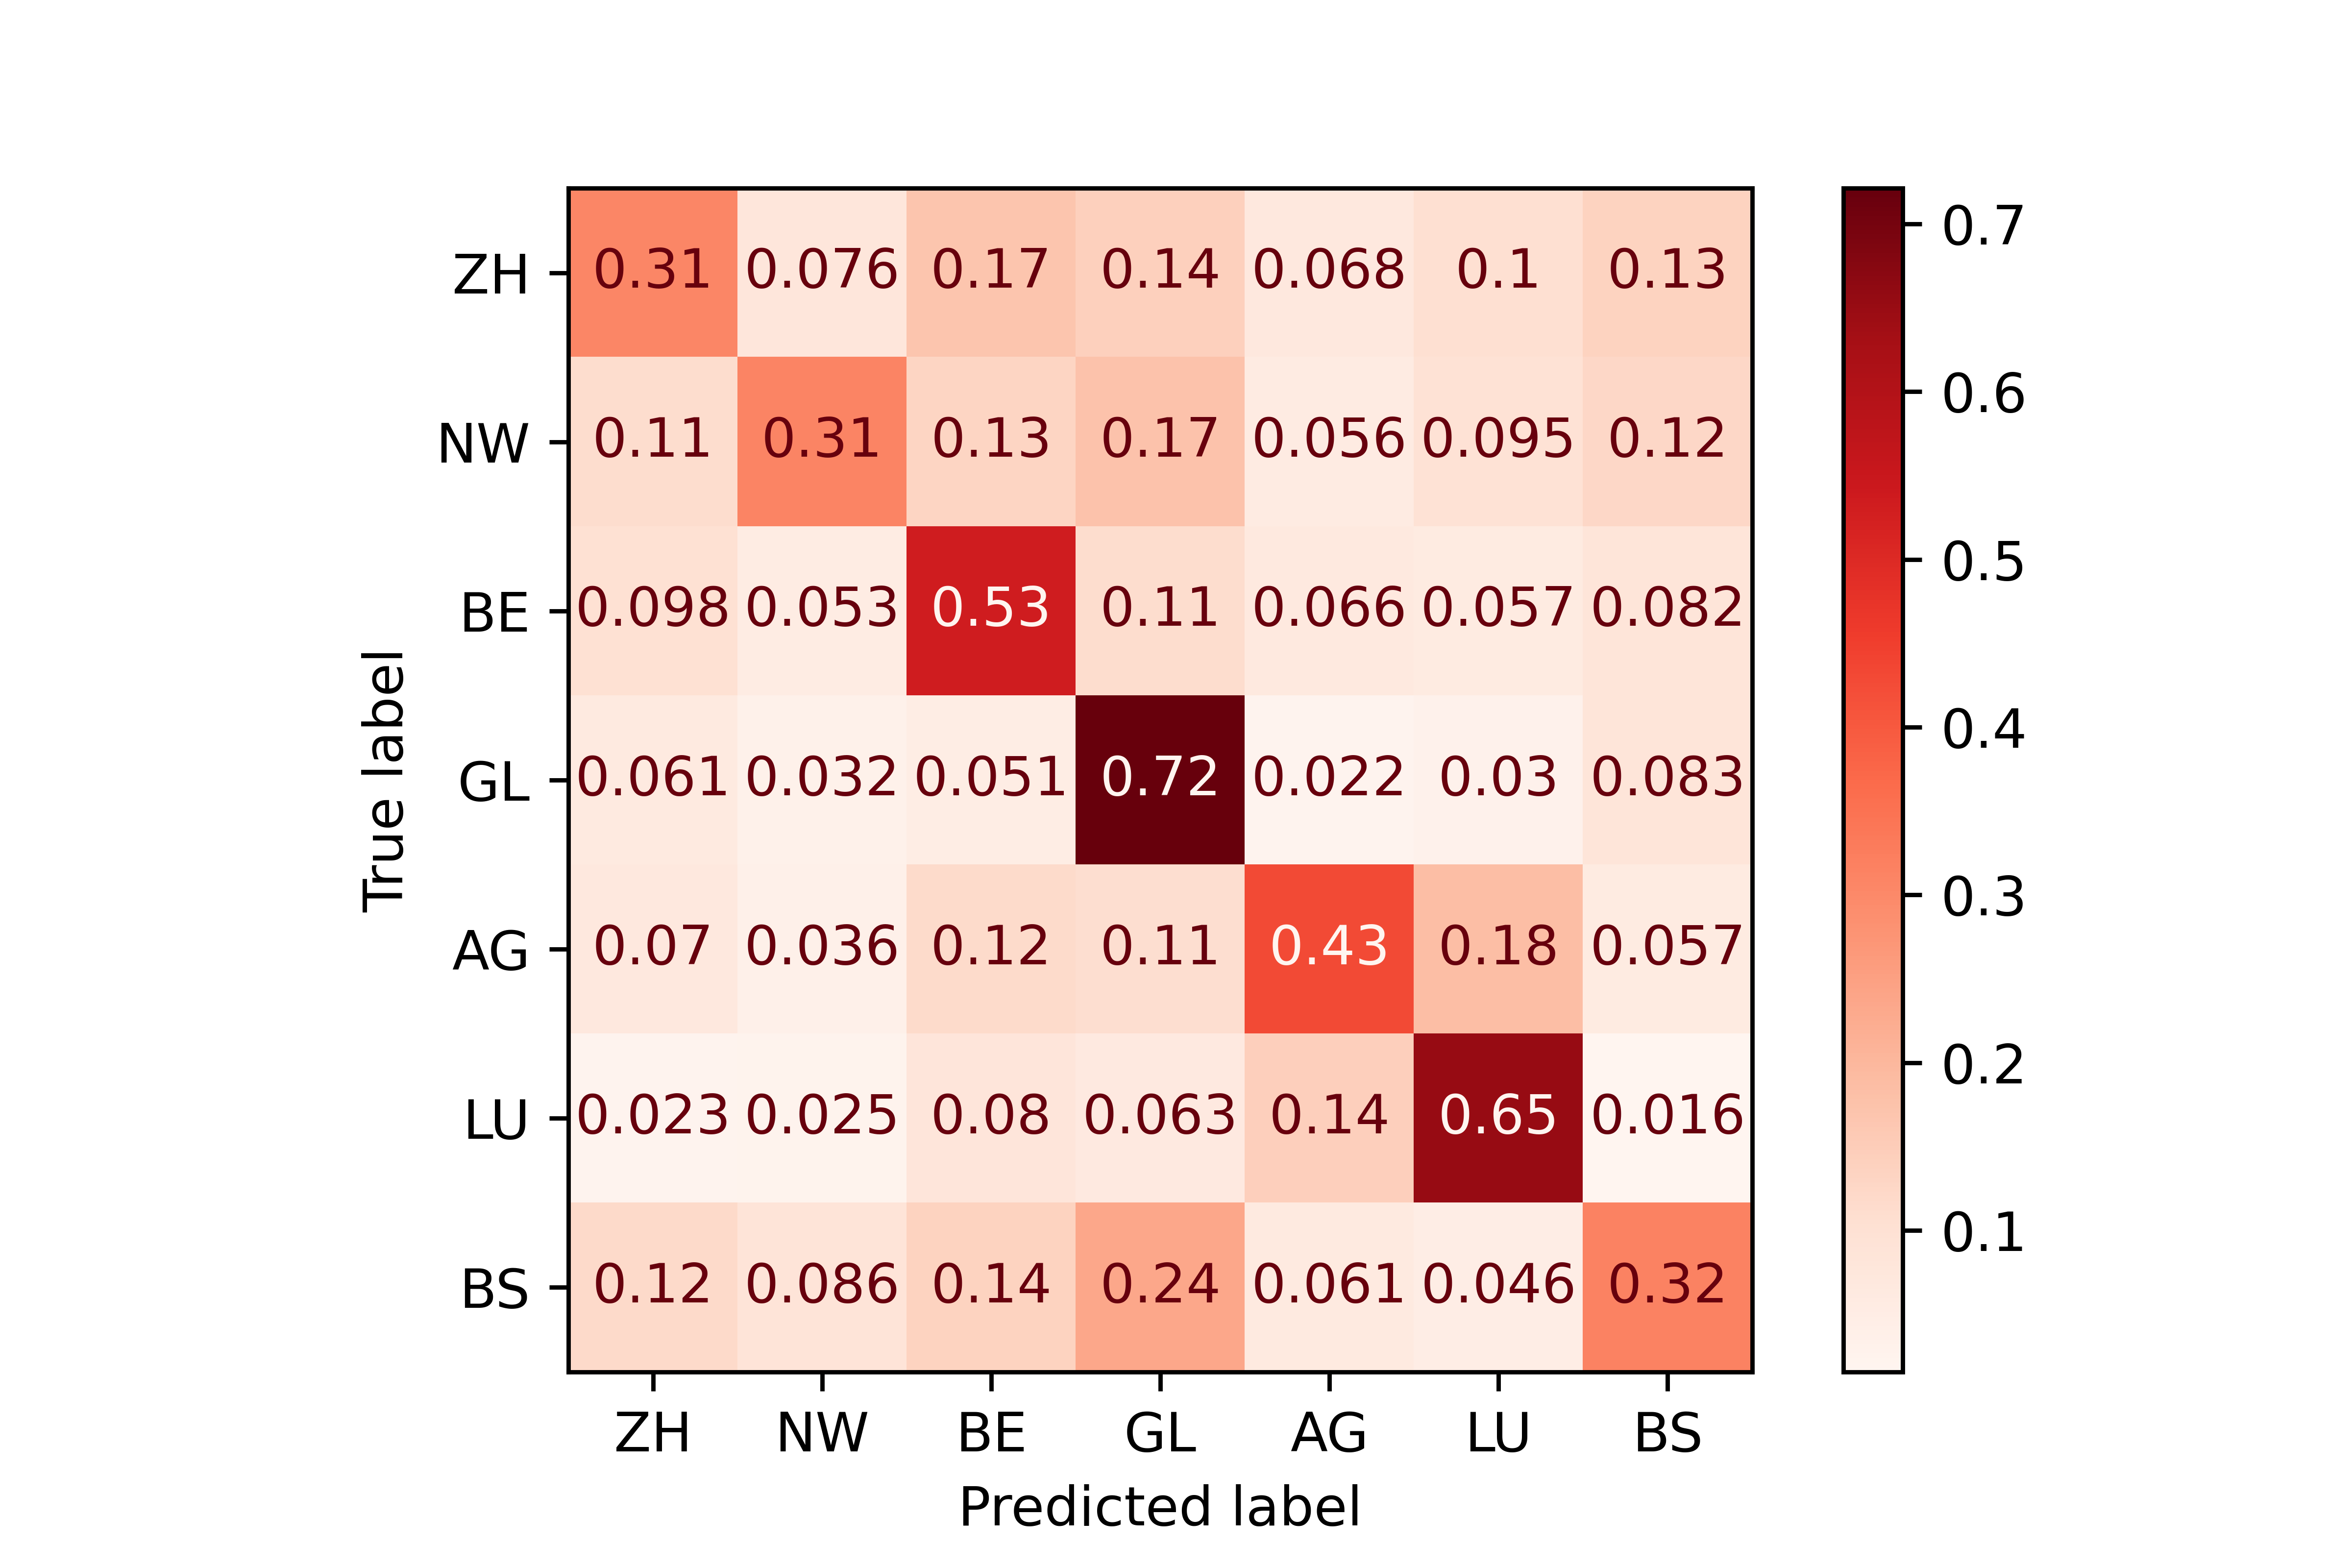 ZH 0.31 0.076 0.17 0.14 0.068 0.1 0.13
NW 0.11 0.31 0.13 0.17 0.056 0.095 0.12
BE 0.098 0.053 0.53 0.11 0.066 0.057 0.082
GL 0.061 0.032 0.051 0.72 0.022 0.03 0.083
AG 0.07 0.036 0.12 0.11 0.43 0.18 0.057
LU 0.023 0.025 0.08 0.063 0.14 0.65 0.016
BS 0.12 0.086 0.14 0.24 0.061 0.046 0.32
ZH NW BE GL AG LU BS
Predicted label
True label
0.7
0.6
0.5
0.4
0.3
0.2
0.1